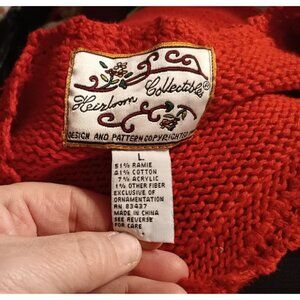 Heirloom Collectibles®
DESIGN AND PATTERN COPYRIGHTED
L
51% RAMIE
41% COTTON
7% ACRYLIC
1% OTHER FIBER
EXCLUSIVE OF
ORNAMENTATION
RN 83437
MADE IN CHINA
SEE REVERSE
FOR CARE